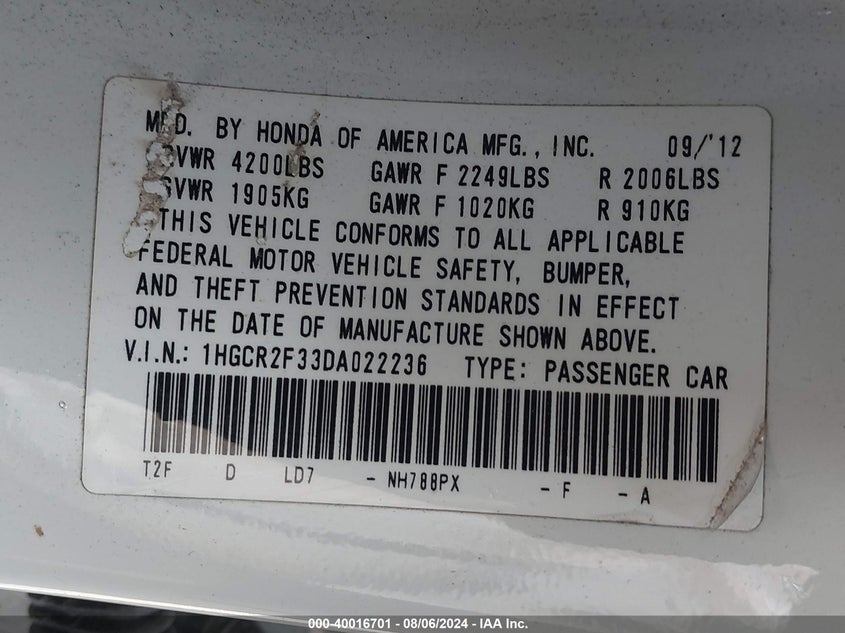 MFD. BY HONDA OF AMERICA MFG., INC. 09/'12
GVWR 4200LBS GAWR F 2249LBS R 2006LBS
GVWR 1905KG GAWR F 1020KG R 910KG
THIS VEHICLE CONFORMS TO ALL APPLICABLE
FEDERAL MOTOR VEHICLE SAFETY, BUMPER,
AND THEFT PREVENTION STANDARDS IN EFFECT
ON THE DATE OF MANUFACTURE SHOWN ABOVE.
V.I.N.: 1HGCR2F33DA022236 TYPE: PASSENGER CAR
T2F D LD7 - NH788PX - F - A
000-40016701 - 08/06/2024 - IAA Inc.